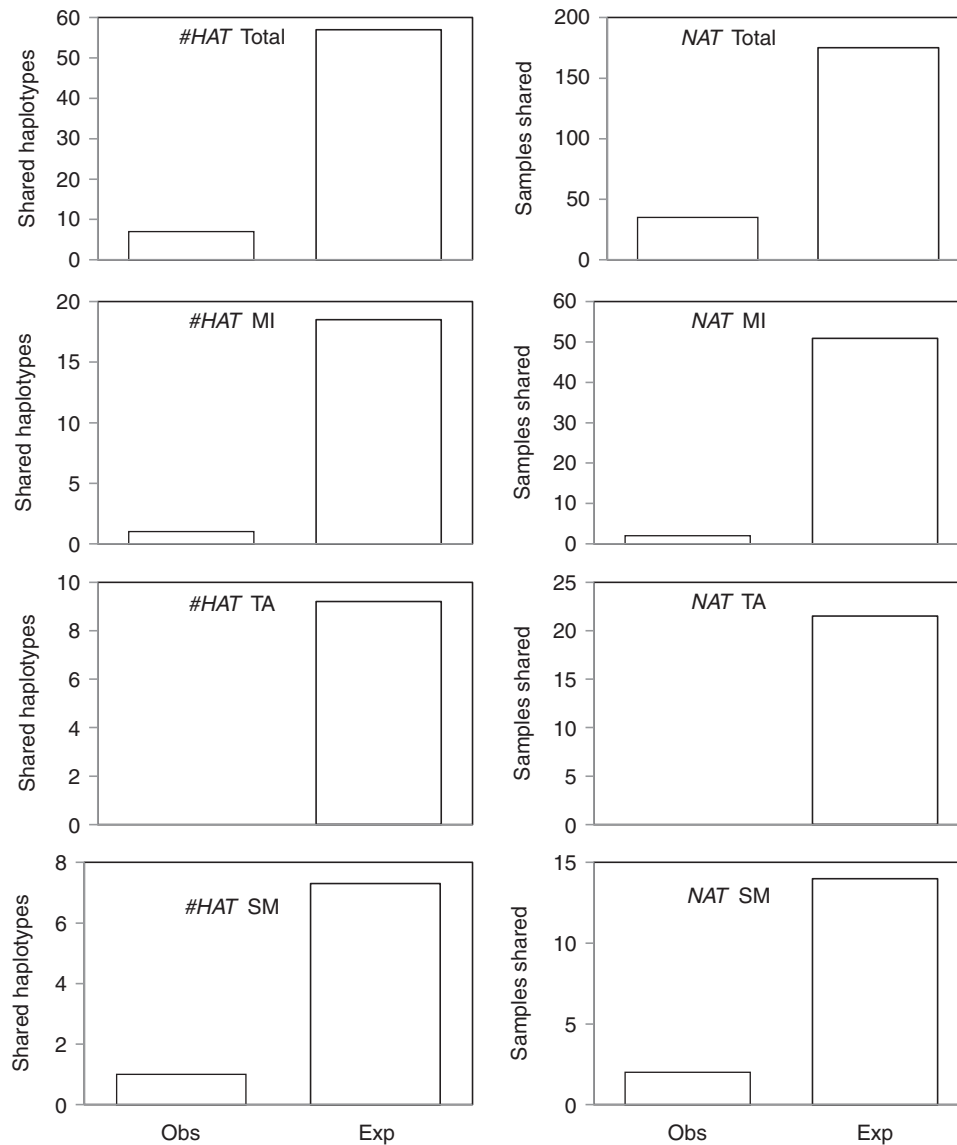 #HAT Total
Shared haplotypes
60
50
40
30
20
10
0
NAT Total
Samples shared
200
150
100
50
0
#HAT MI
Shared haplotypes
20
15
10
5
0
NAT MI
Samples shared
60
50
40
30
20
10
0
#HAT TA
Shared haplotypes
10
8
6
4
2
0
NAT TA
Samples shared
25
20
15
10
5
0
#HAT SM
Shared haplotypes
8
6
4
2
0
Obs Exp
NAT SM
Samples shared
15
10
5
0
Obs Exp